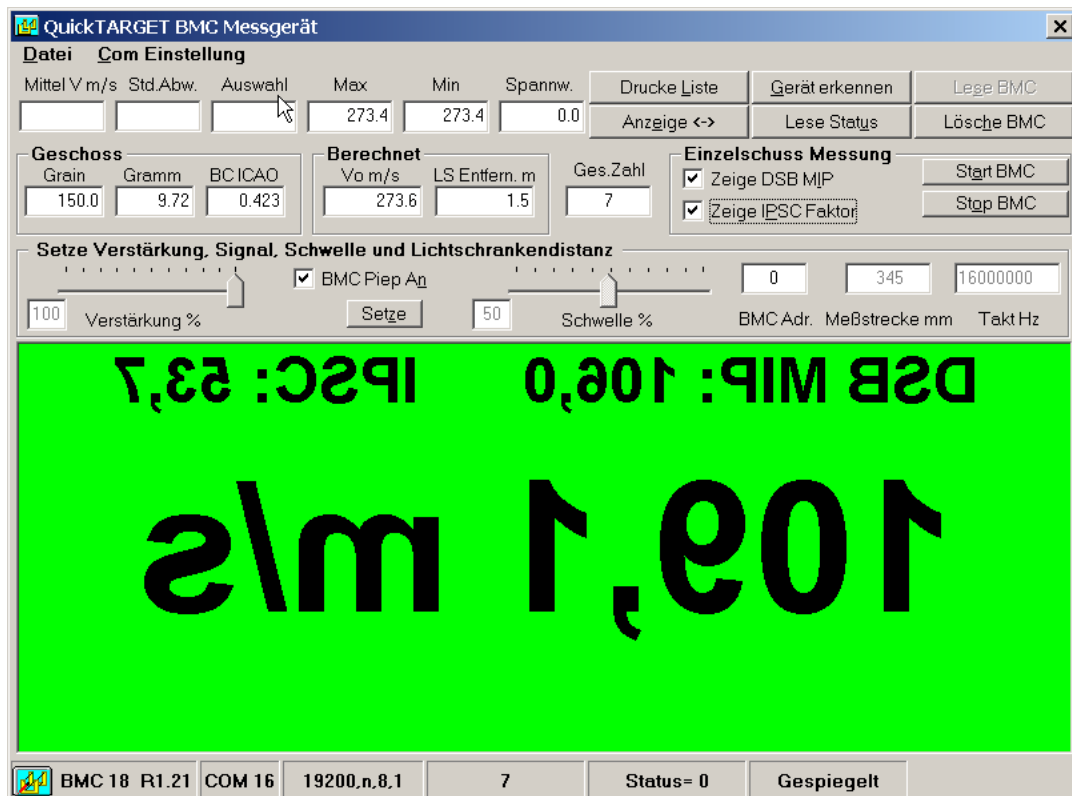 QuickTARGET BMC Messgerät
Datei Com Einstellung
Mittel V m/s Std.Abw. Auswahl Max Min Spannw. Drucke Liste Gerät erkennen Lese BMC
273.4 273.4 0.0 Anzeige <-> Lese Status Lösche BMC
Geschoss Berechnet Einzelschuss Messung
Grain Gramm BC ICAO Vo m/s LS Entfern. m Ges.Zahl Zeige DSB MIP Start BMC
150.0 9.72 0.423 273.6 1.5 7 Zeige IPSC Faktor Stop BMC
Setze Verstärkung, Signal, Schwelle und Lichtschrankendistanz
BMC Piep An 0 345 16000000
100 Verstärkung % Setze 50 Schwelle % BMC Adr. Meßstrecke mm Takt Hz
DSB MIP: 106,0 IPSC: 53,7
109,1 m/s
BMC 18 R1.21 COM 16 19200,n,8,1 7 Status= 0 Gespiegelt